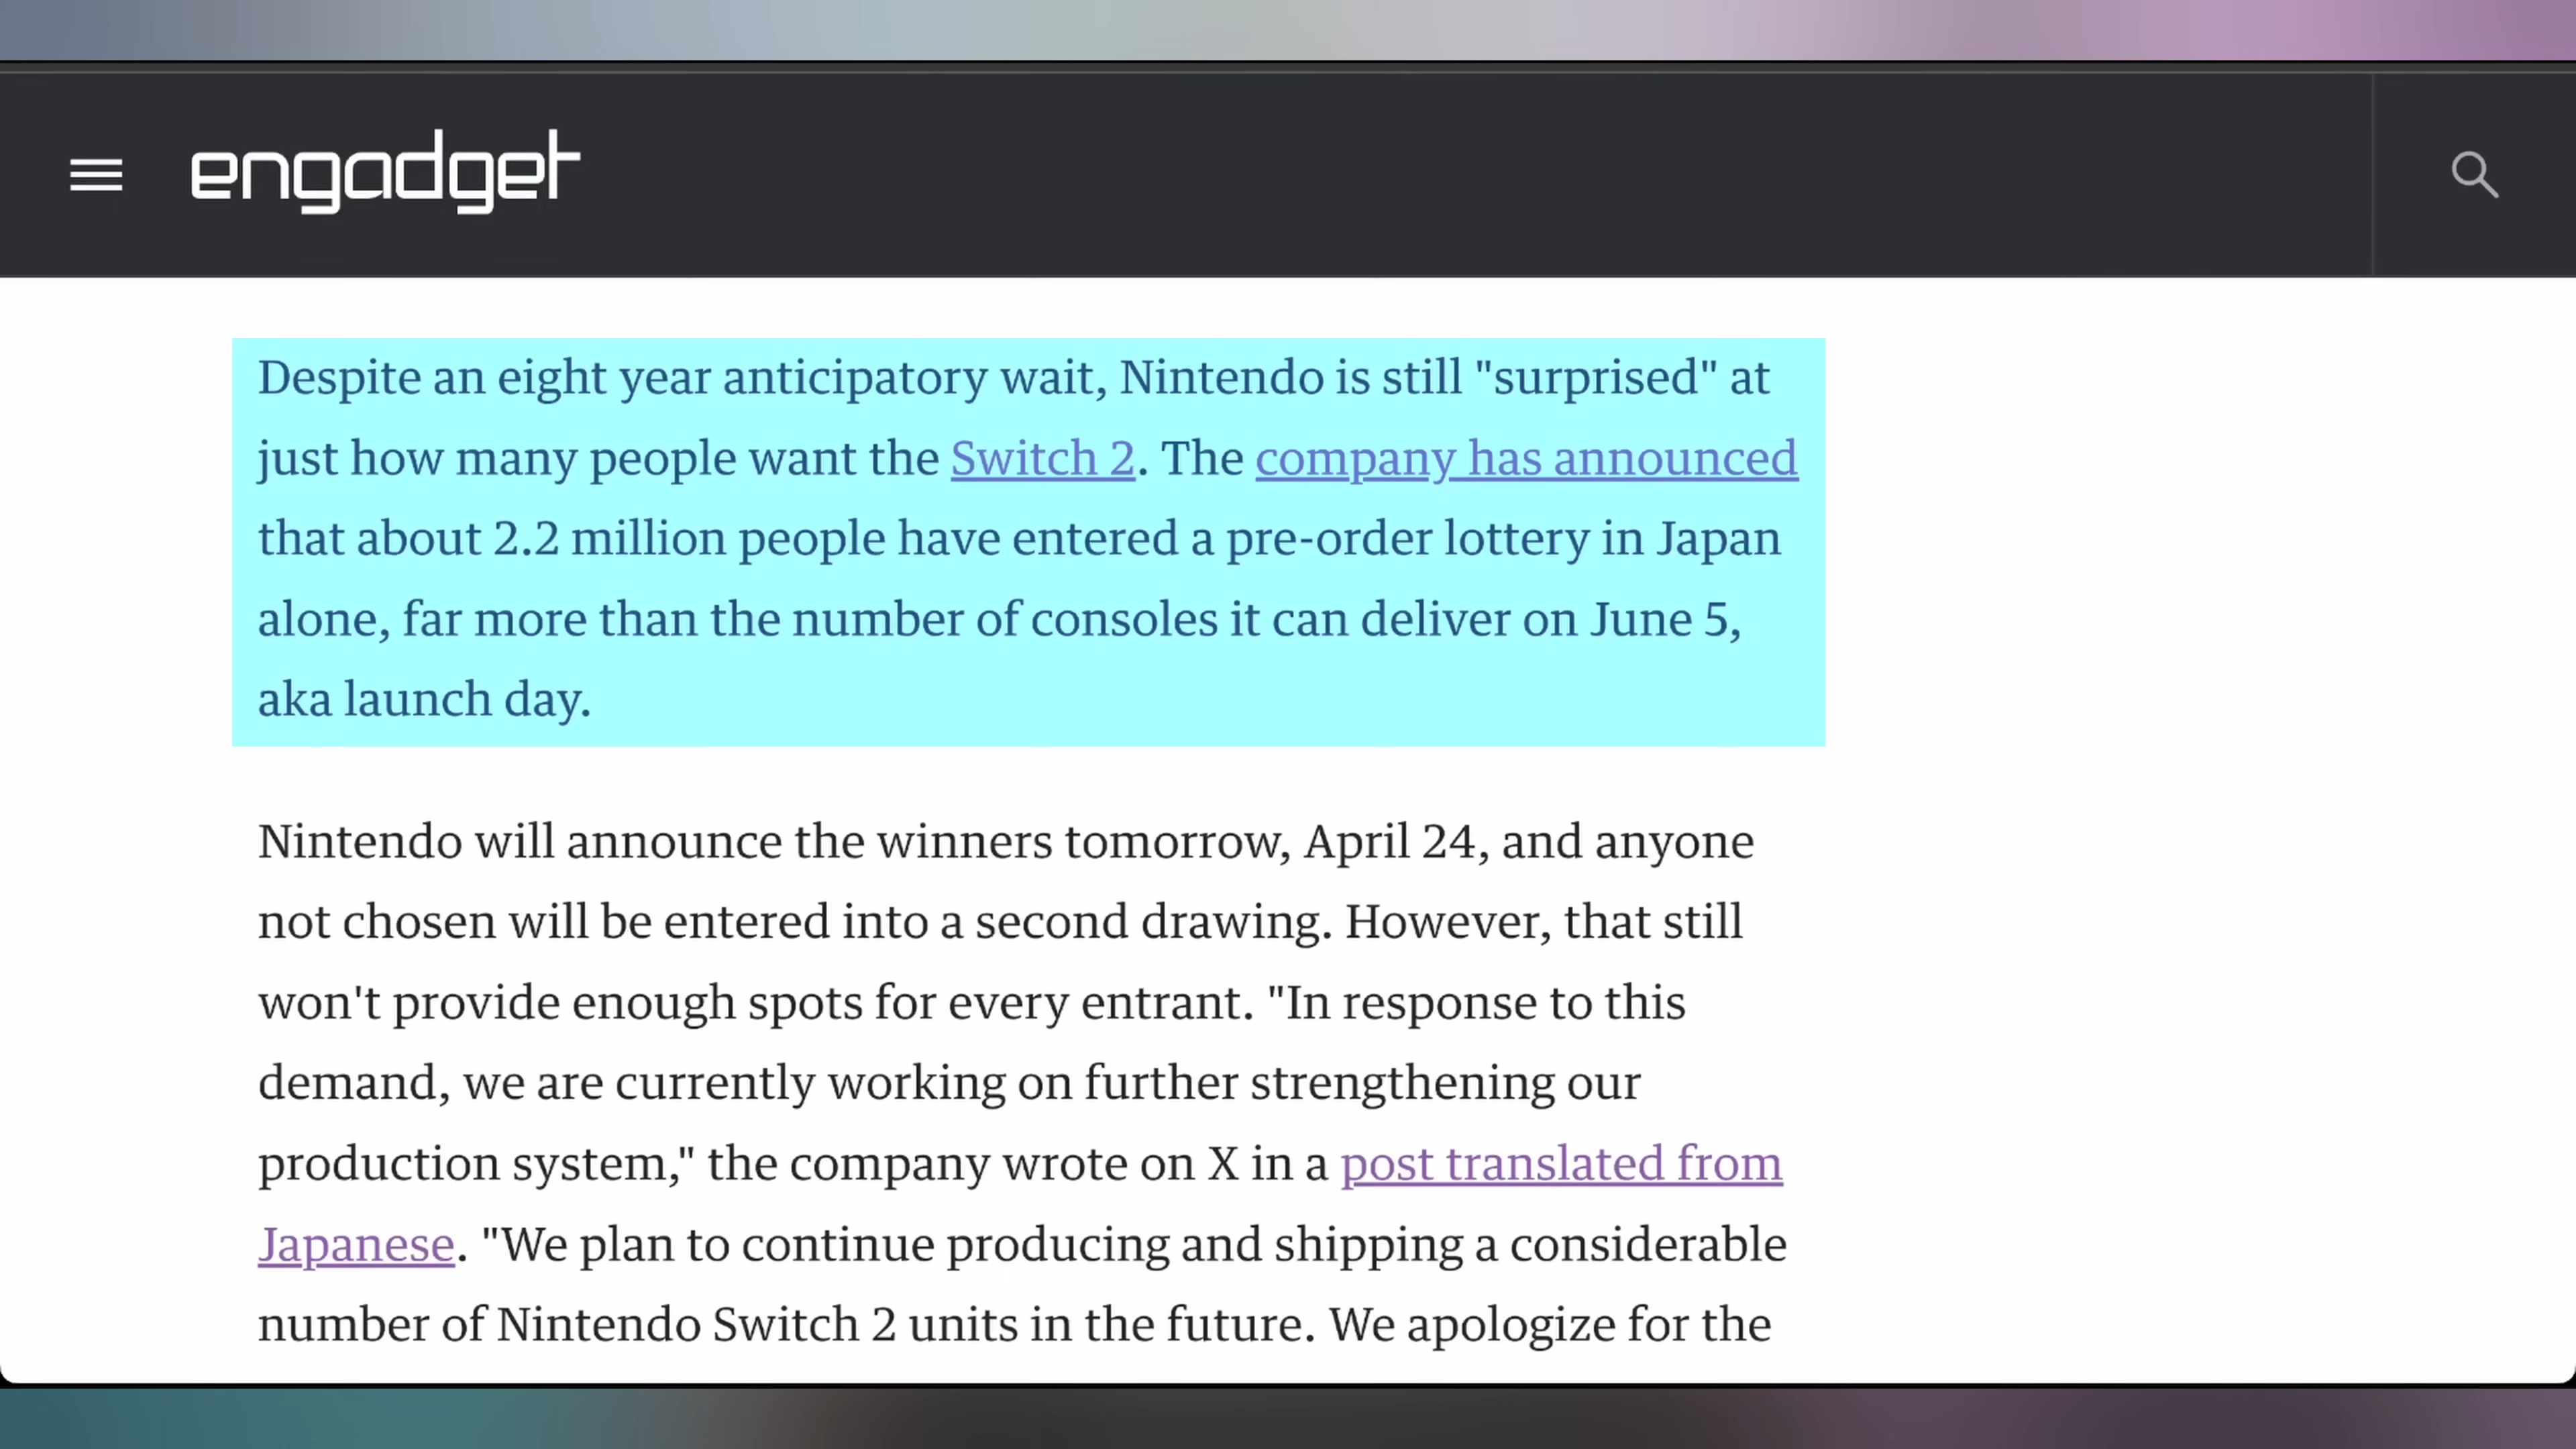 engadget
Despite an eight year anticipatory wait, Nintendo is still "surprised" at
just how many people want the Switch 2. The company has announced
that about 2.2 million people have entered a pre-order lottery in Japan
alone, far more than the number of consoles it can deliver on June 5,
aka launch day.
Nintendo will announce the winners tomorrow, April 24, and anyone
not chosen will be entered into a second drawing. However, that still
won't provide enough spots for every entrant. "In response to this
demand, we are currently working on further strengthening our
production system," the company wrote on X in a post translated from
Japanese. "We plan to continue producing and shipping a considerable
number of Nintendo Switch 2 units in the future. We apologize for the